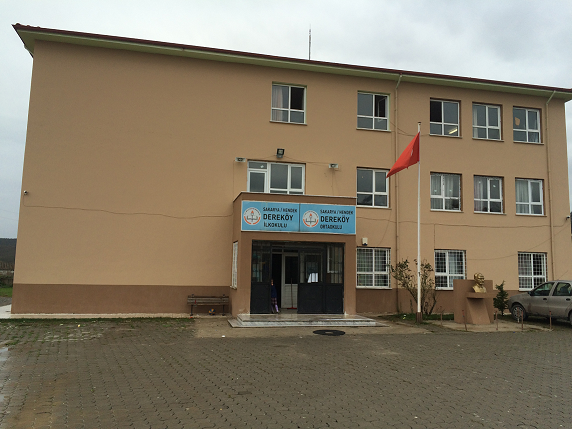 SAKARYA / HENDEK
DEREKÖY
İLKOKULU
SAKARYA / HENDEK
DEREKÖY
ORTAOKULU